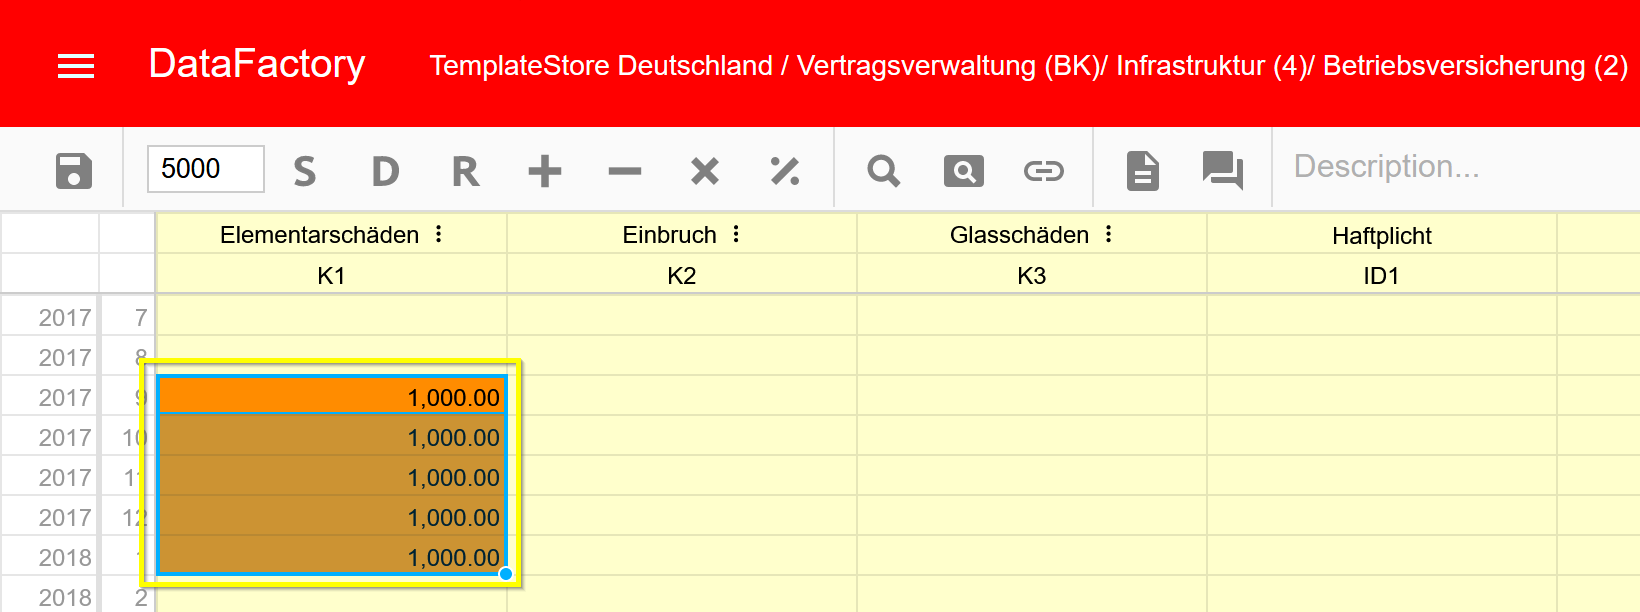 DataFactory
TemplateStore Deutschland / Vertragsverwaltung (BK)/ Infrastruktur (4)/ Betriebsversicherung (2)
5000 S D R + − × ٪ Description...
Elementarschäden Einbruch Glasschäden Haftplicht
K1 K2 K3 ID1
2017 7
2017 8
2017 9 1,000.00
2017 10 1,000.00
2017 11 1,000.00
2017 12 1,000.00
2018 1 1,000.00
2018 2